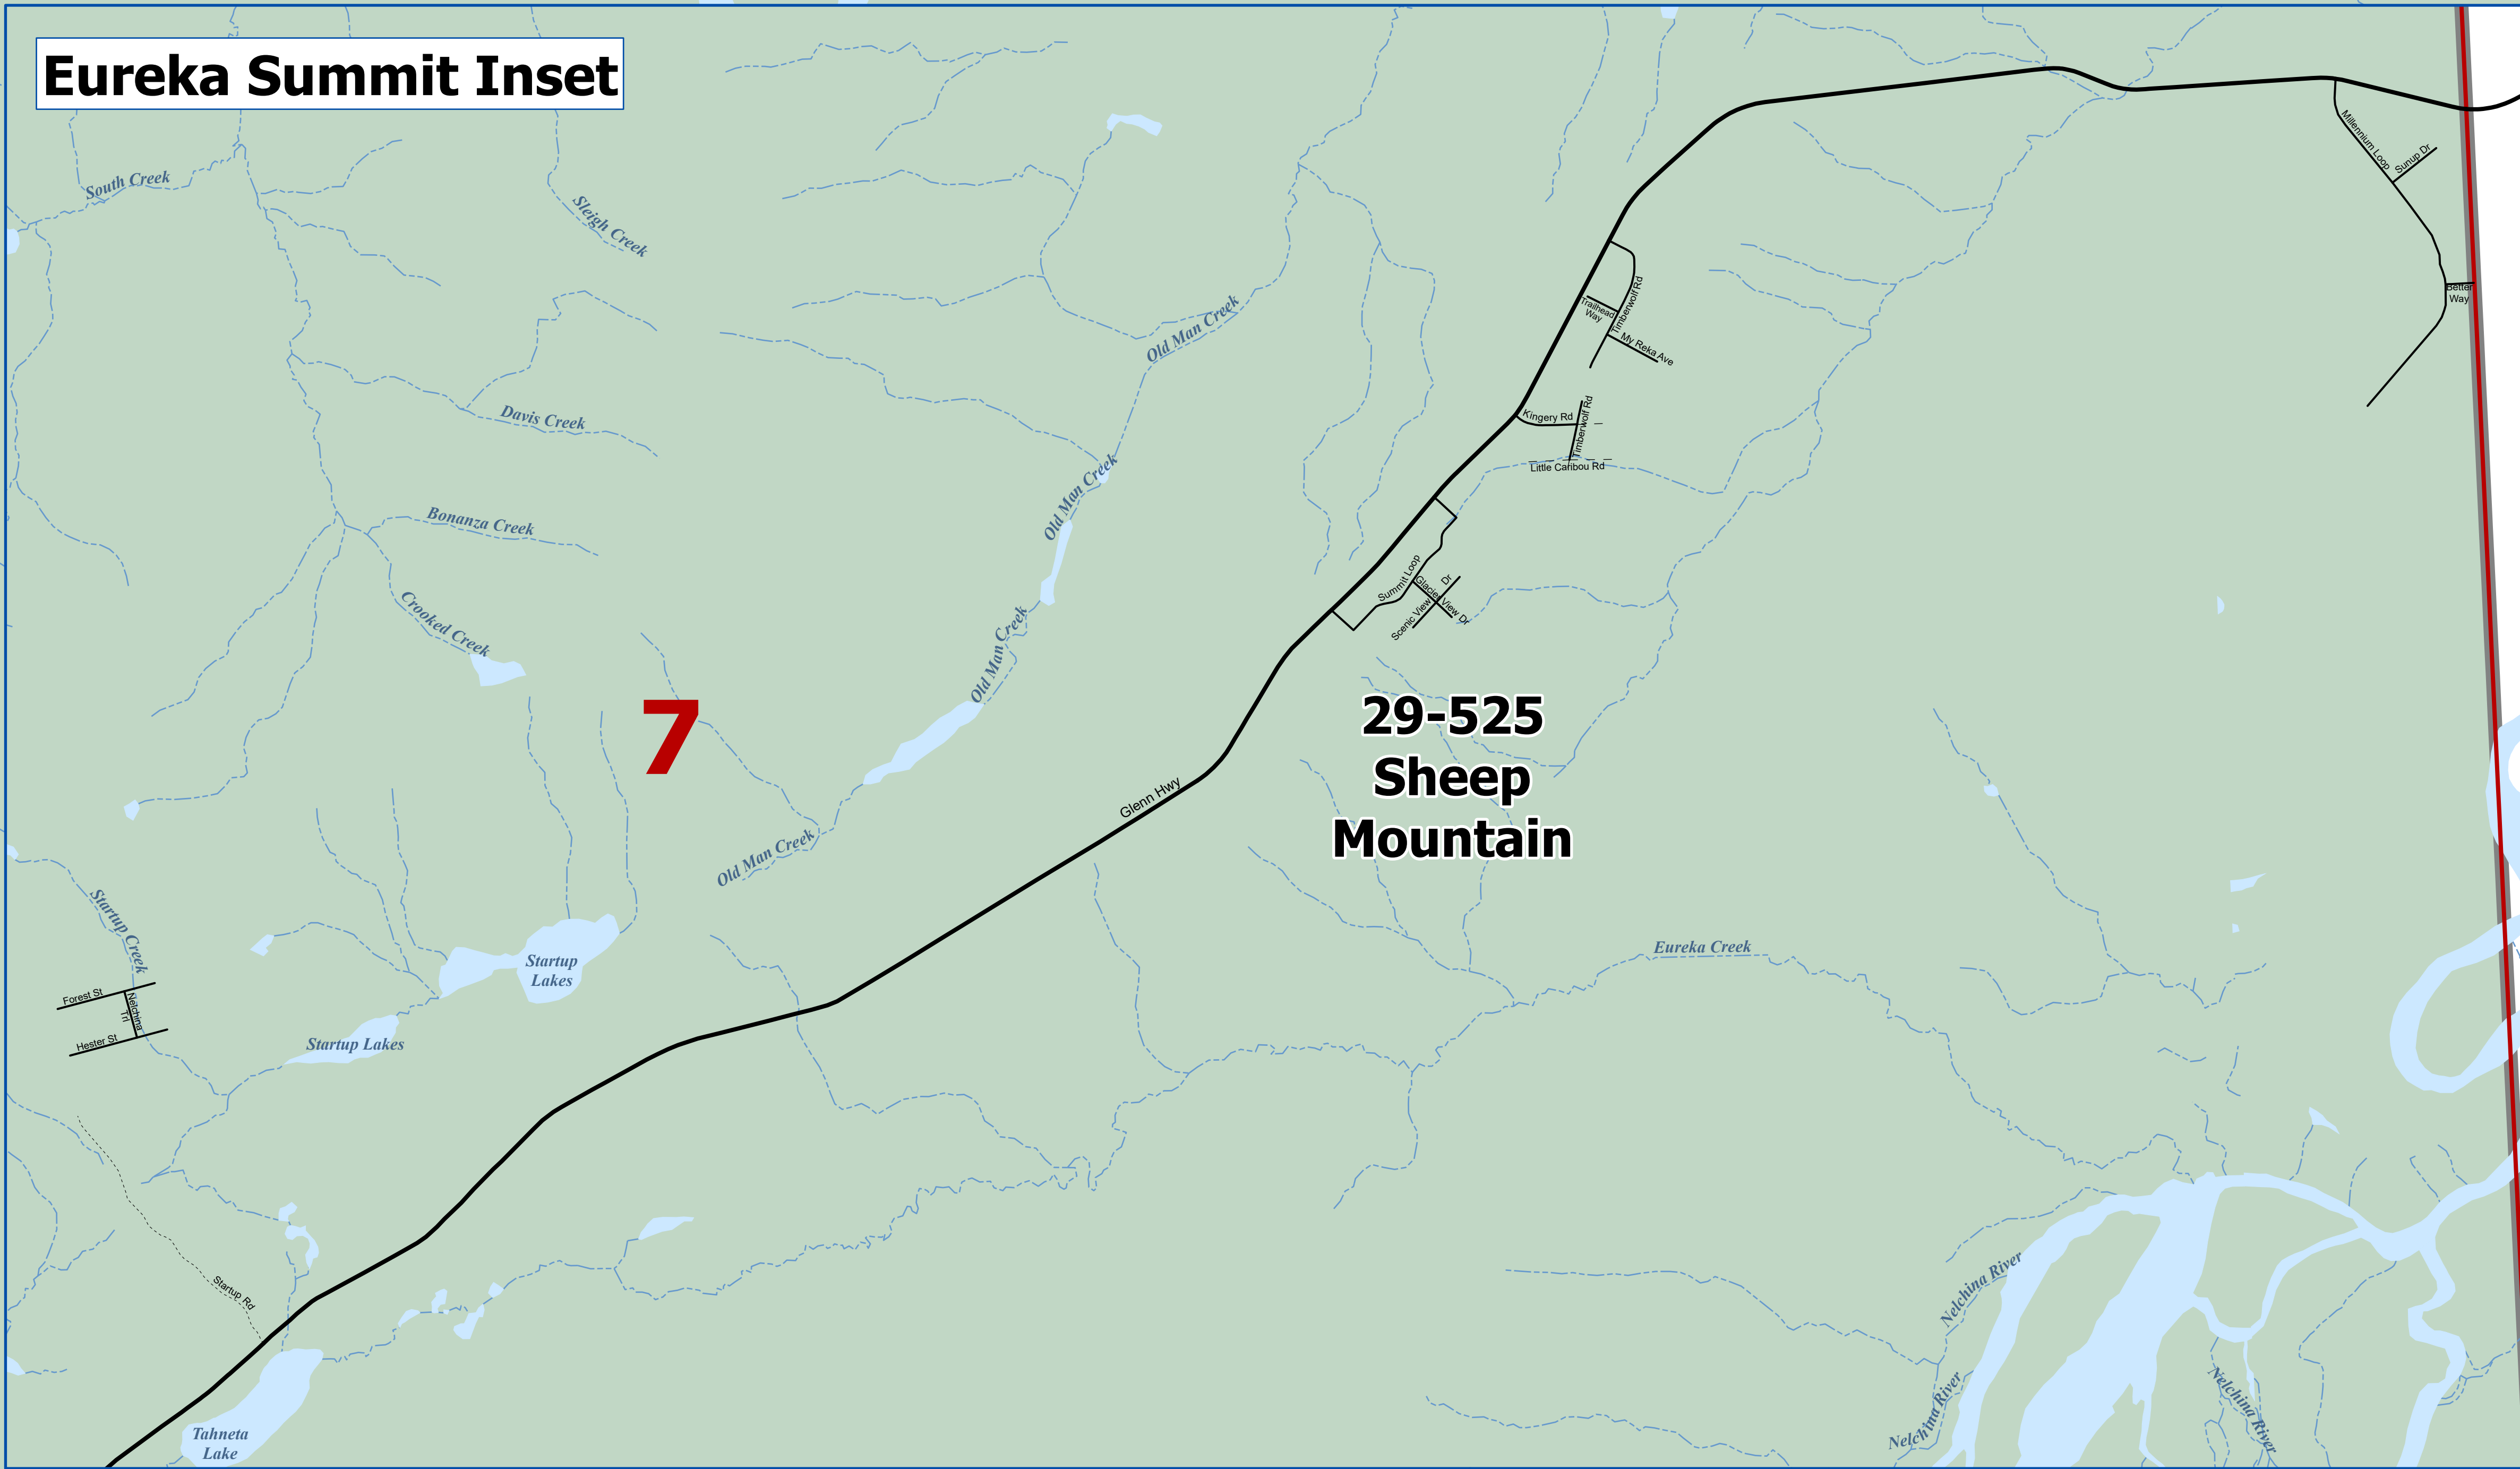 Eureka Summit Inset
South Creek
Sleigh Creek
Millennium Loop
Sunup Dr
Better
Way
Timberwolf Rd
Trailhead
Way
My Reka Ave
Old Man Creek
Davis Creek
Kingery Rd
Timberwolf Rd
Little Caribou Rd
Old Man Creek
Bonanza Creek
Summit Loop
Glacier View Dr
Scenic View Dr
Crooked Creek
Old Man Creek
7
29-525
Sheep
Mountain
Glenn Hwy
Old Man Creek
Startup Creek
Eureka Creek
Startup
Lakes
Forest St
Nelchina
Trl
Hester St
Startup Lakes
Startup Rd
Nelchina River
Nelchina River
Nelchina River
Tahneta
Lake